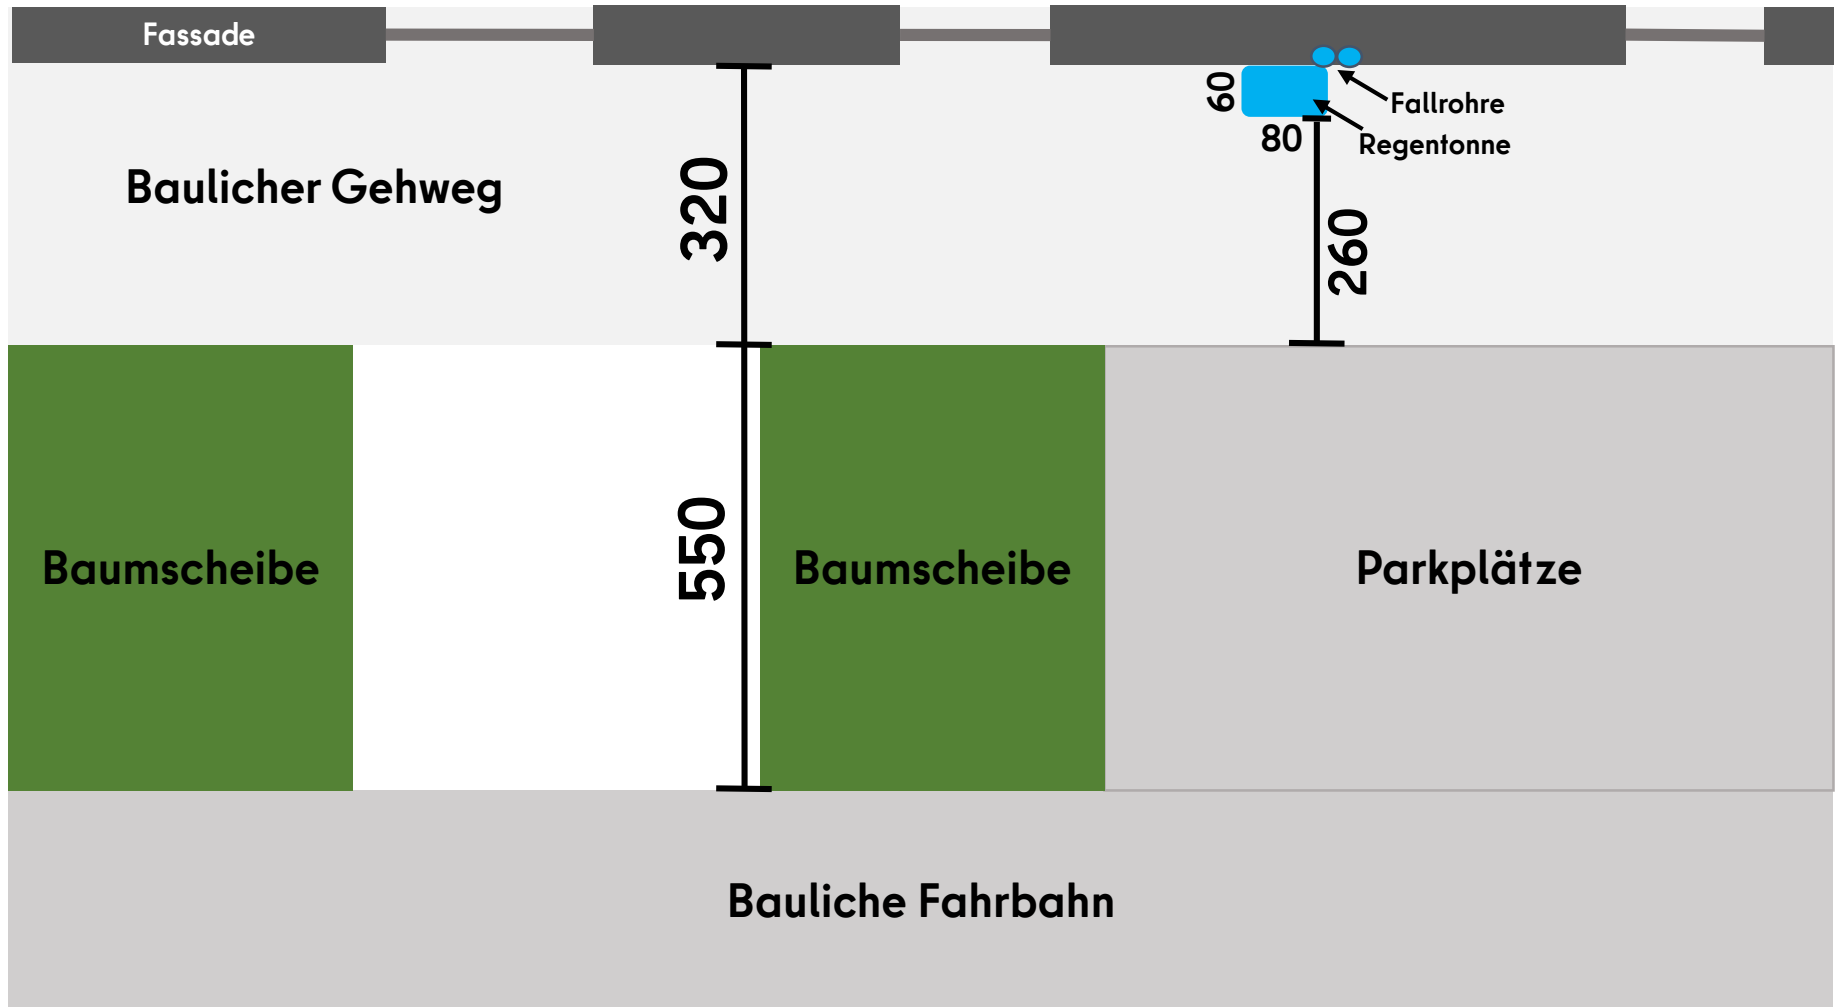 Fassade
60
Fallrohre
80
Regentonne
Baulicher Gehweg
320
260
550
Baumscheibe
Baumscheibe
Parkplätze
Bauliche Fahrbahn